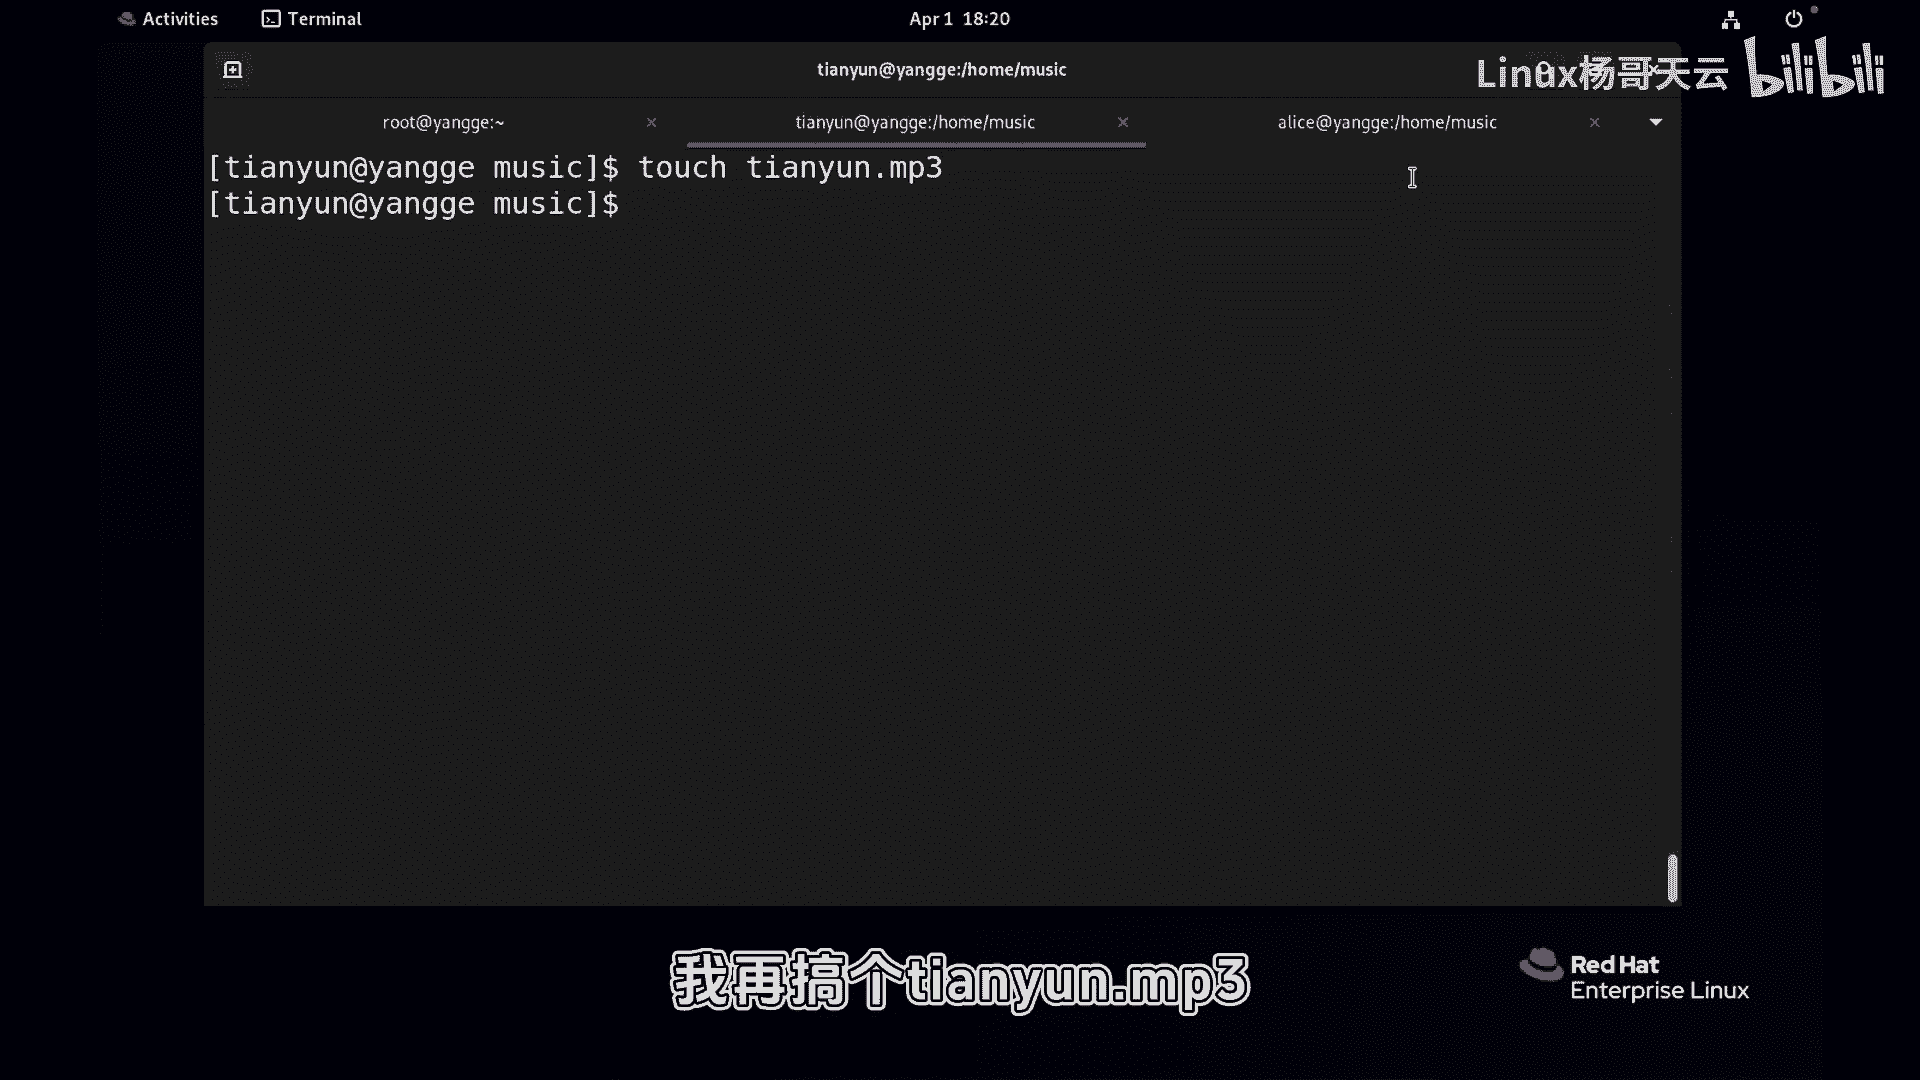 Activities Terminal Apr 1 18:20
tianyun@yangge:/home/music
Linux杨哥天云 bilibili
root@yangge:~ tianyun@yangge:/home/music alice@yangge:/home/music
[tianyun@yangge music]$ touch tianyun.mp3
[tianyun@yangge music]$
我再搞个tianyun.mp3
Red Hat
Enterprise Linux